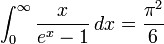 ∫₀^∞ x/(eˣ − 1) dx = π²/6